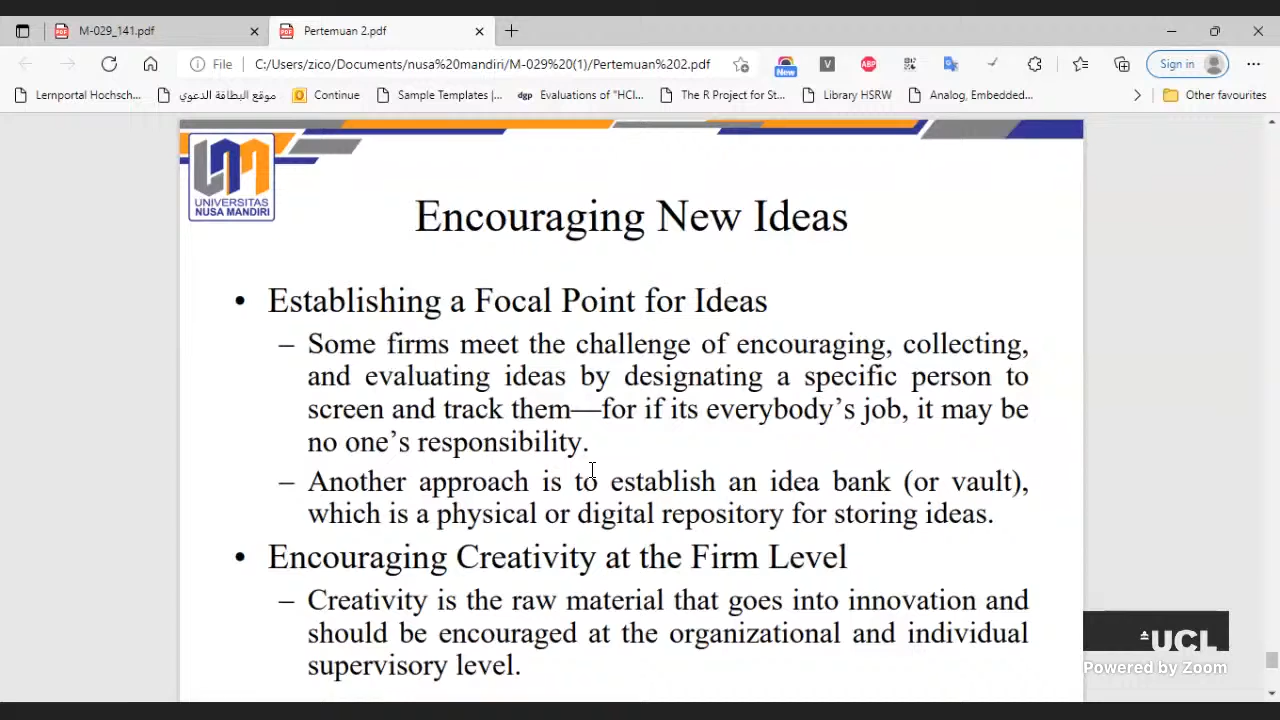 M-029_141.pdf
Pertemuan 2.pdf
File
C:/Users/zico/Documents/nusa%20mandiri/M-029%20(1)/Pertemuan%202.pdf
New
V
ABP
Sign in
Lernportal Hochsch...
موقع البطاقة الدعوي
Continue
Sample Templates |...
dgp Evaluations of "HCI...
The R Project for St...
Library HSRW
Analog, Embedded...
Other favourites
UNIVERSITAS
NUSA MANDIRI
Encouraging New Ideas
• Establishing a Focal Point for Ideas
– Some firms meet the challenge of encouraging, collecting,
and evaluating ideas by designating a specific person to
screen and track them—for if its everybody’s job, it may be
no one’s responsibility.
– Another approach is to establish an idea bank (or vault),
which is a physical or digital repository for storing ideas.
• Encouraging Creativity at the Firm Level
– Creativity is the raw material that goes into innovation and
should be encouraged at the organizational and individual
supervisory level.
UCL
Powered by Zoom